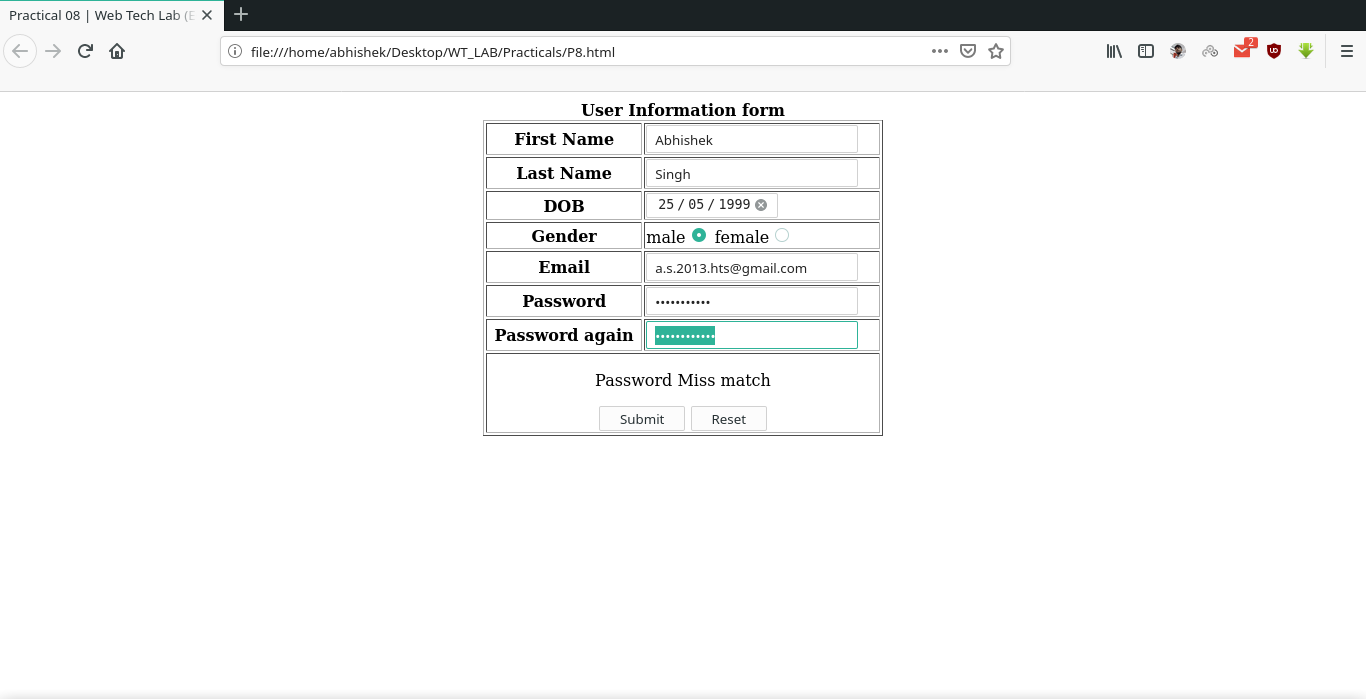 Practical 08 | Web Tech Lab (E
file:///home/abhishek/Desktop/WT_LAB/Practicals/P8.html
2
User Information form
First Name Abhishek
Last Name Singh
DOB 25 / 05 / 1999
Gender male female
Email a.s.2013.hts@gmail.com
Password •••••••••••
Password again ••••••••••••
Password Miss match
Submit Reset